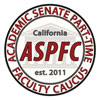 ACADEMIC SENATE PART-TIME
California
ASPFC
est. 2011
FACULTY CAUCUS